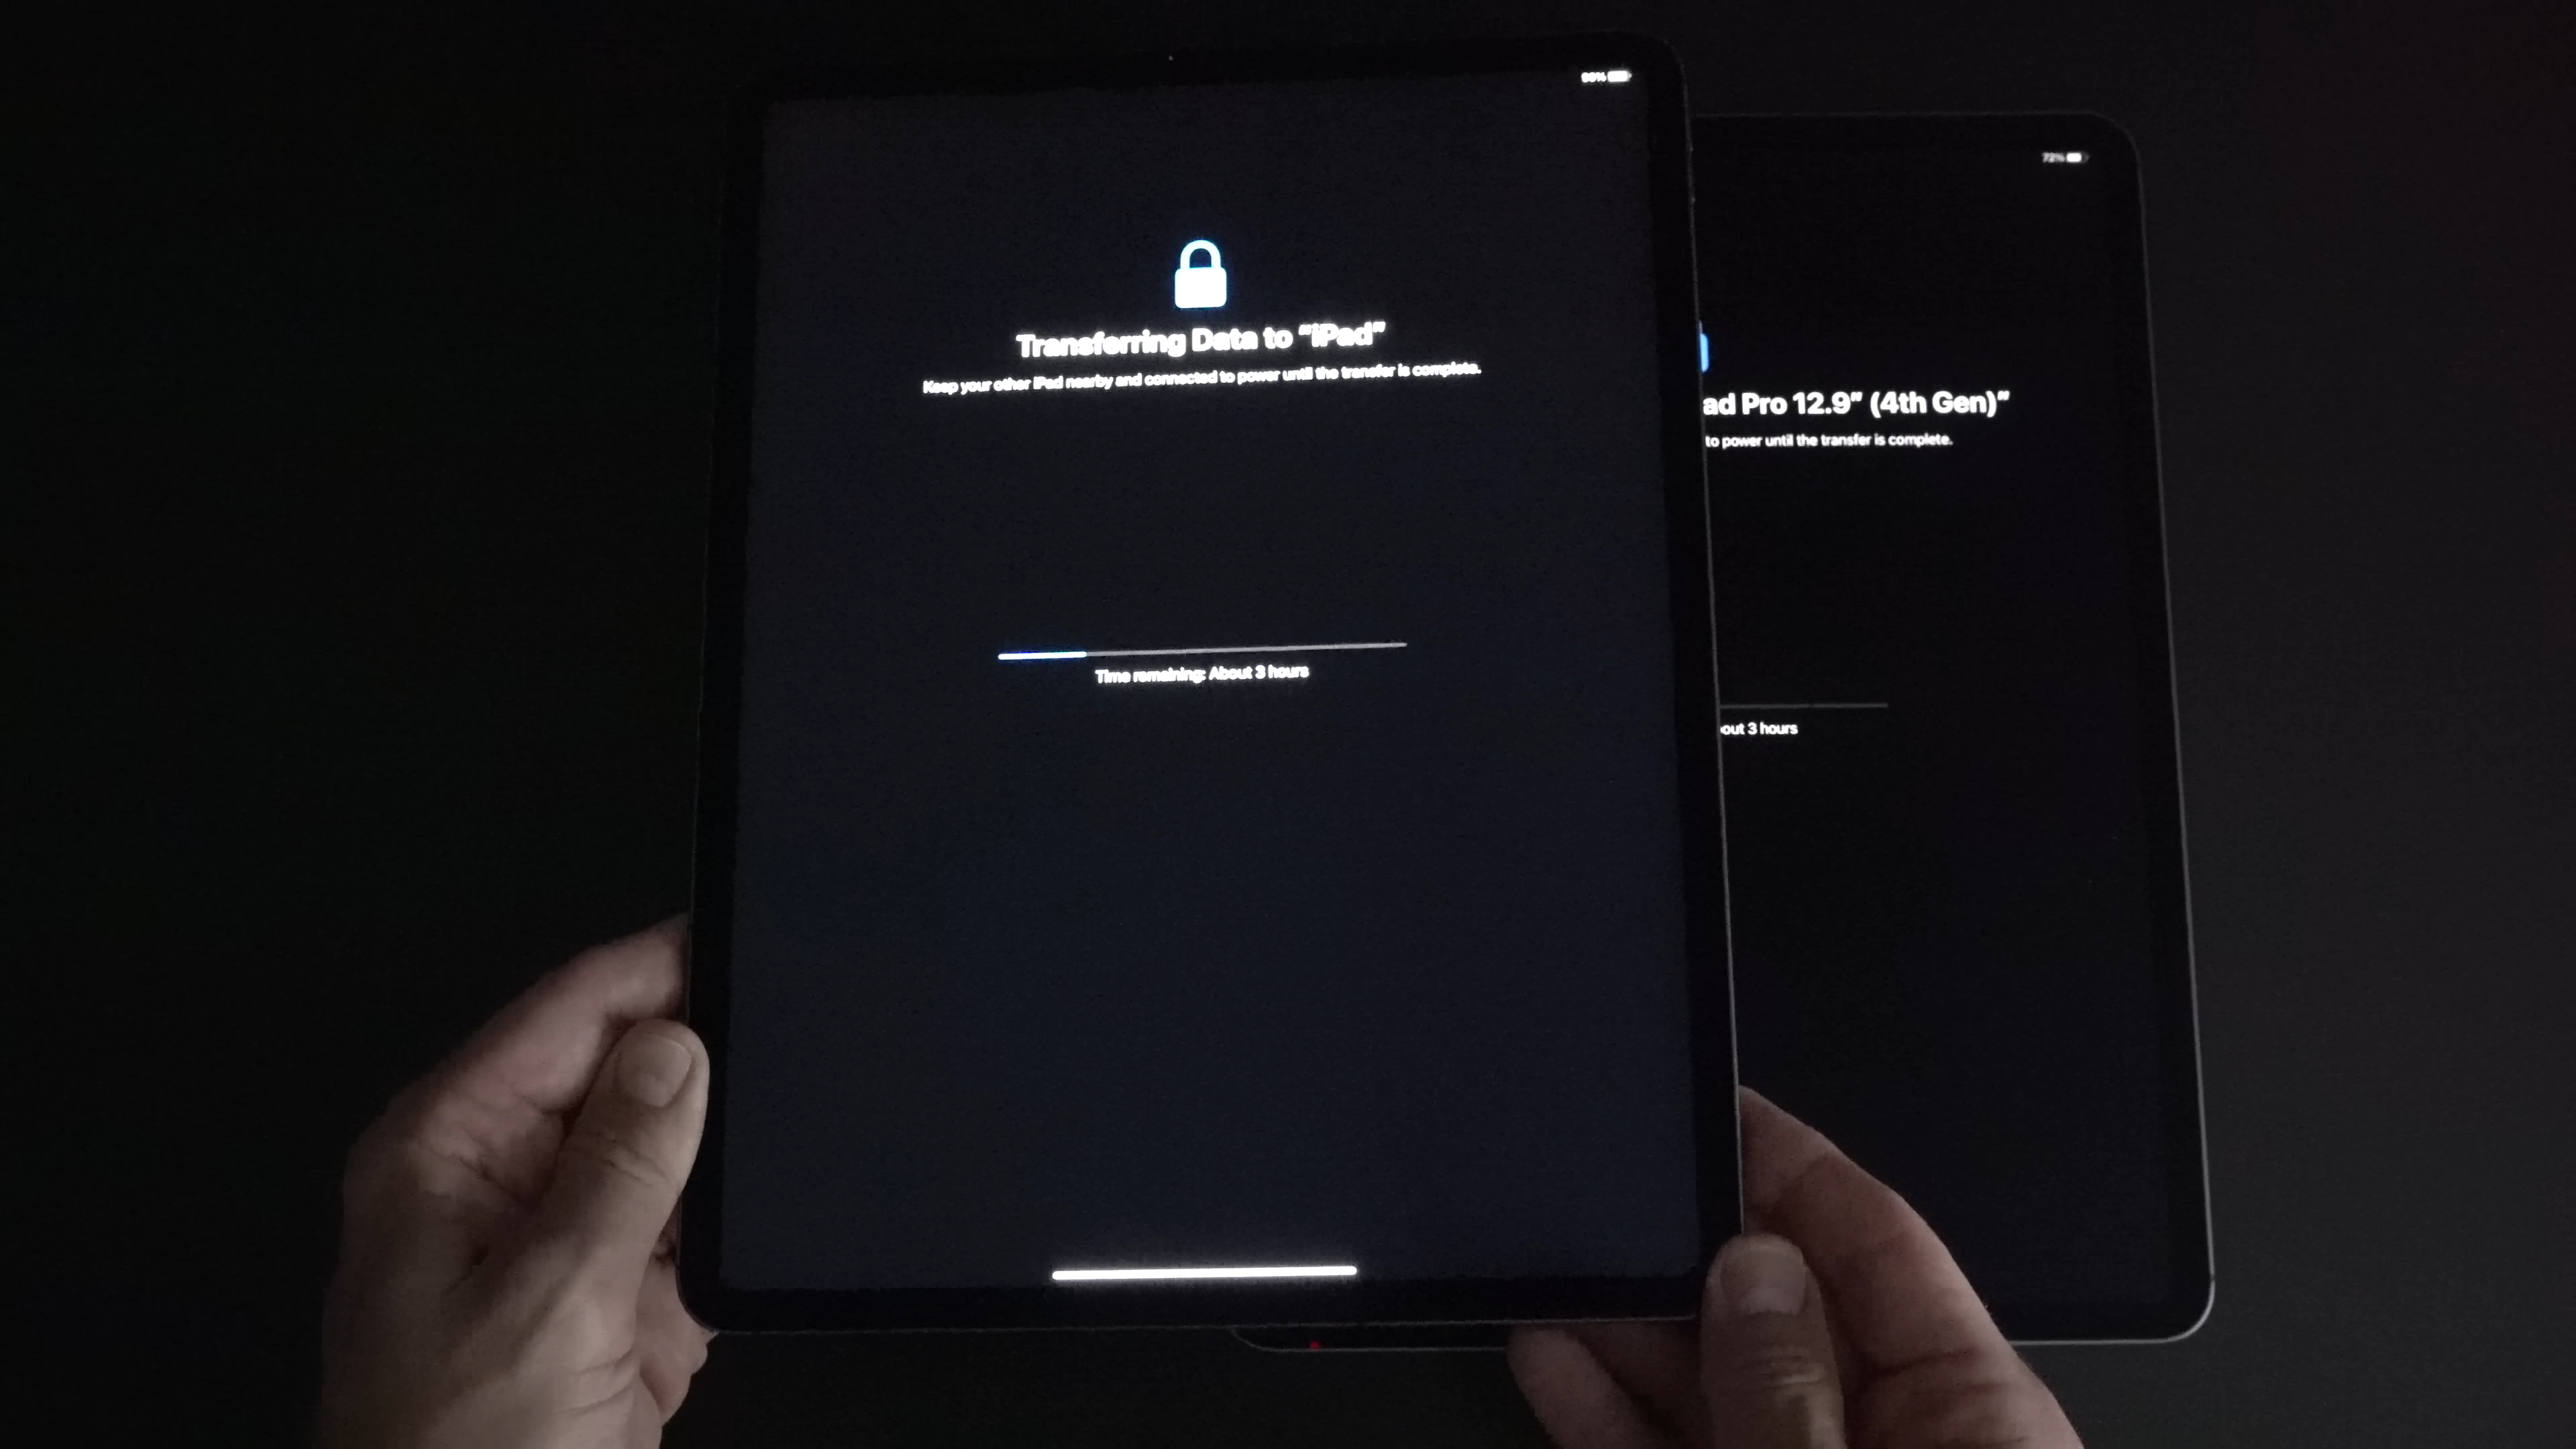 Transferring Data to “iPad”
Keep your other iPad nearby and connected to power until the transfer is complete.
Time remaining: About 3 hours
72%
ad Pro 12.9” (4th Gen)”
to power until the transfer is complete.
out 3 hours